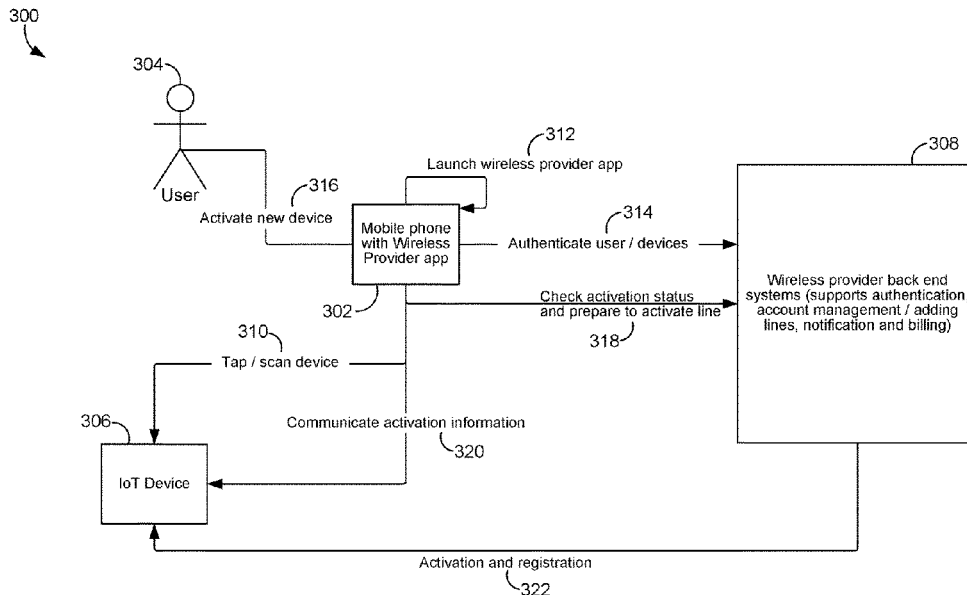 300
304
312
Launch wireless provider app
308
User
316
Activate new device
Mobile phone
with Wireless
Provider app
314
Authenticate user / devices
Wireless provider back end
systems (supports authentication
account management / adding
lines, notification and billing)
302
Check activation status
and prepare to activate line
318
310
Tap / scan device
306
Communicate activation information
320
IoT Device
Activation and registration
322